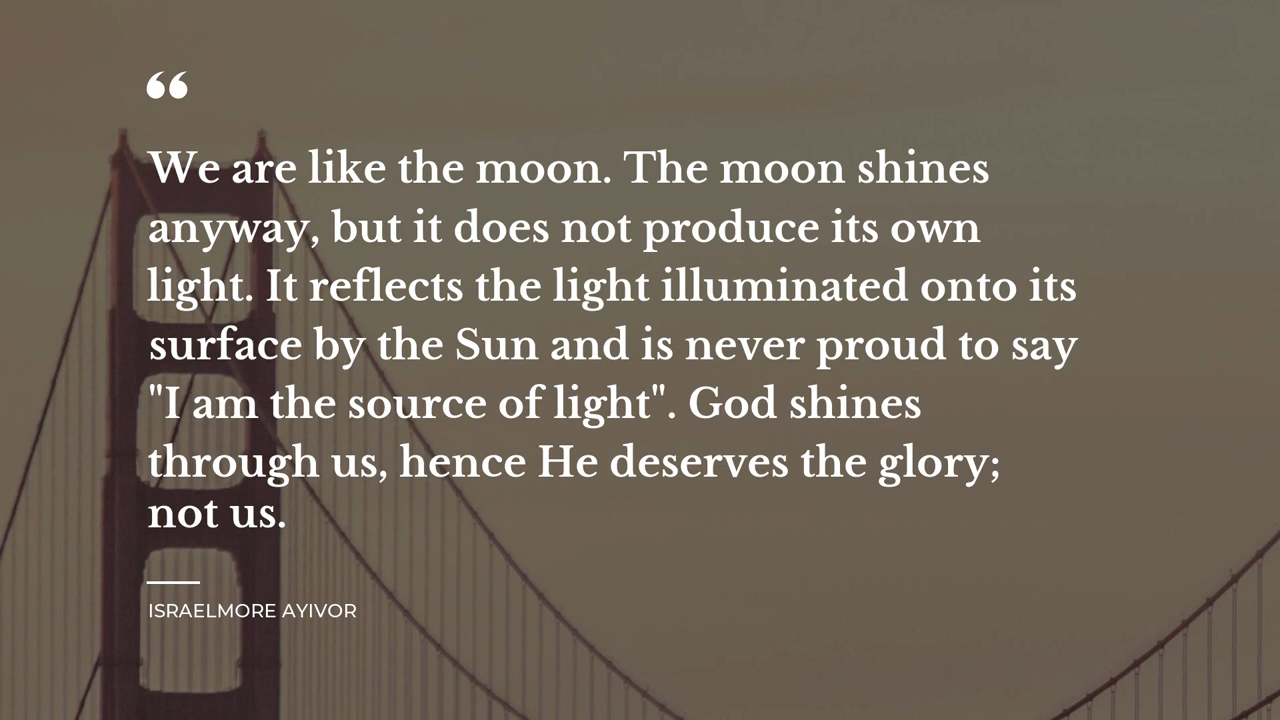 “
We are like the moon. The moon shines
anyway, but it does not produce its own
light. It reflects the light illuminated onto its
surface by the Sun and is never proud to say
"I am the source of light". God shines
through us, hence He deserves the glory;
not us.
ISRAELMORE AYIVOR